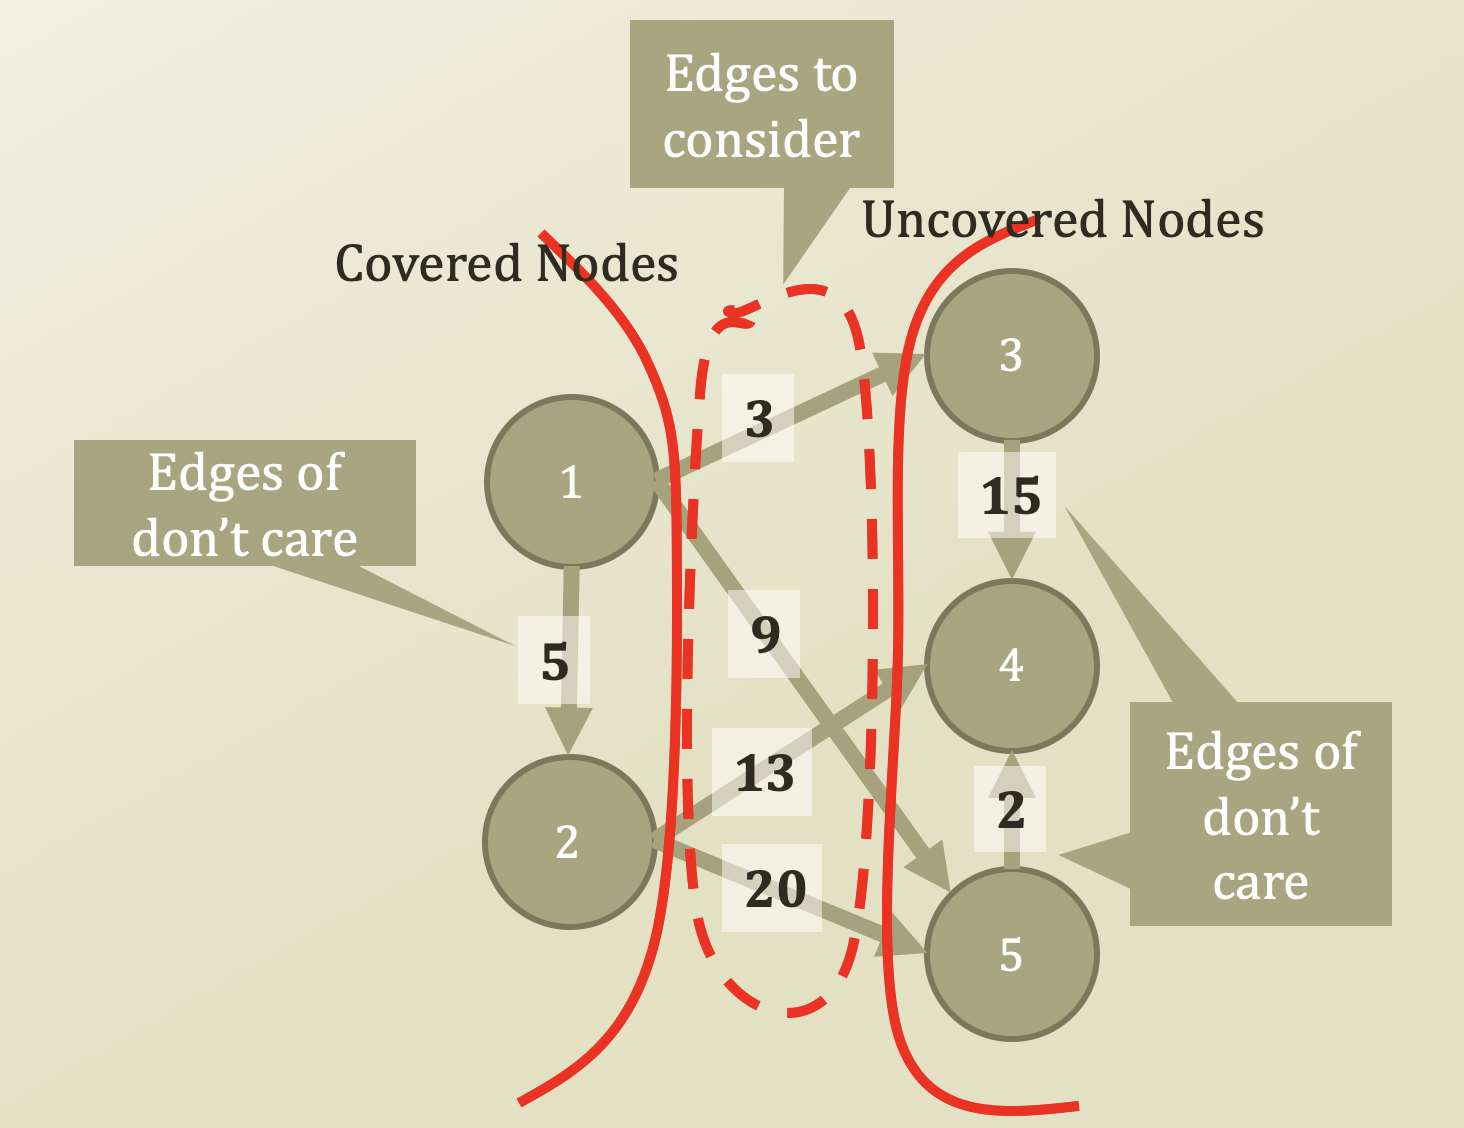 Edges to
consider
Uncovered Nodes
Covered Nodes
3
3
Edges of
don’t care
1
15
5
9
4
13
Edges of
don’t
care
2
2
20
5